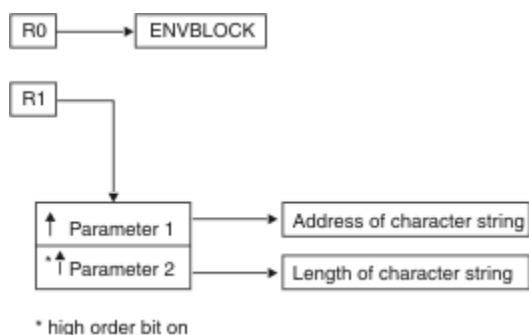 R0
ENVBLOCK
R1
Parameter 1
Address of character string
* Parameter 2
Length of character string
* high order bit on